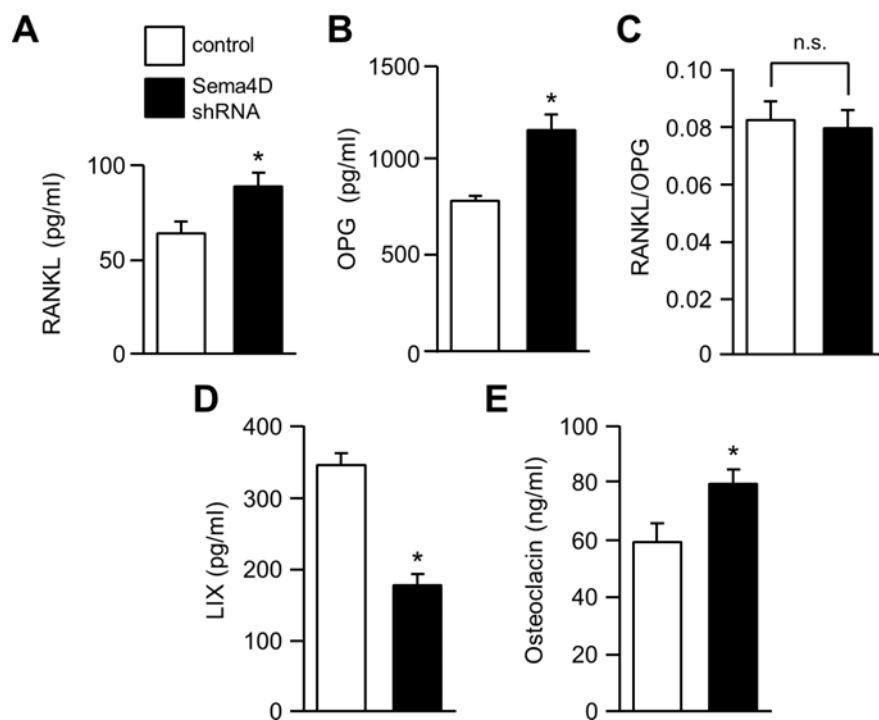 A
control
Sema4D
shRNA
RANKL (pg/ml)
100
50
0
*
B
OPG (pg/ml)
1500
1000
500
0
*
C
n.s.
RANKL/OPG
0.10
0.08
0.06
0.04
0.02
0
D
LIX (pg/ml)
400
300
200
100
0
*
E
Osteoclacin (ng/ml)
100
80
60
40
20
0
*